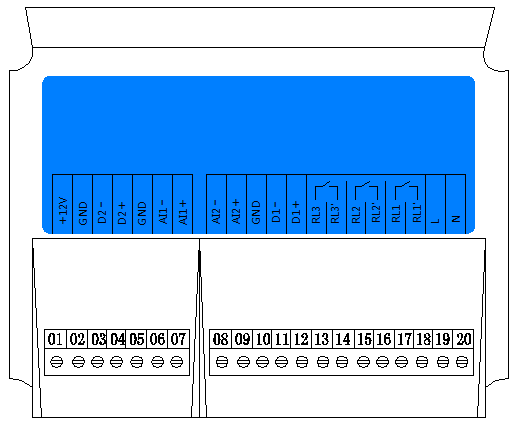 +12V GND D2- D2+ GND AI1- AI1+ AI2- AI2+ GND D1- D1+ RL3 RL3' RL2 RL2' RL1 RL1' L N
01 02 03 04 05 06 07 08 09 10 11 12 13 14 15 16 17 18 19 20